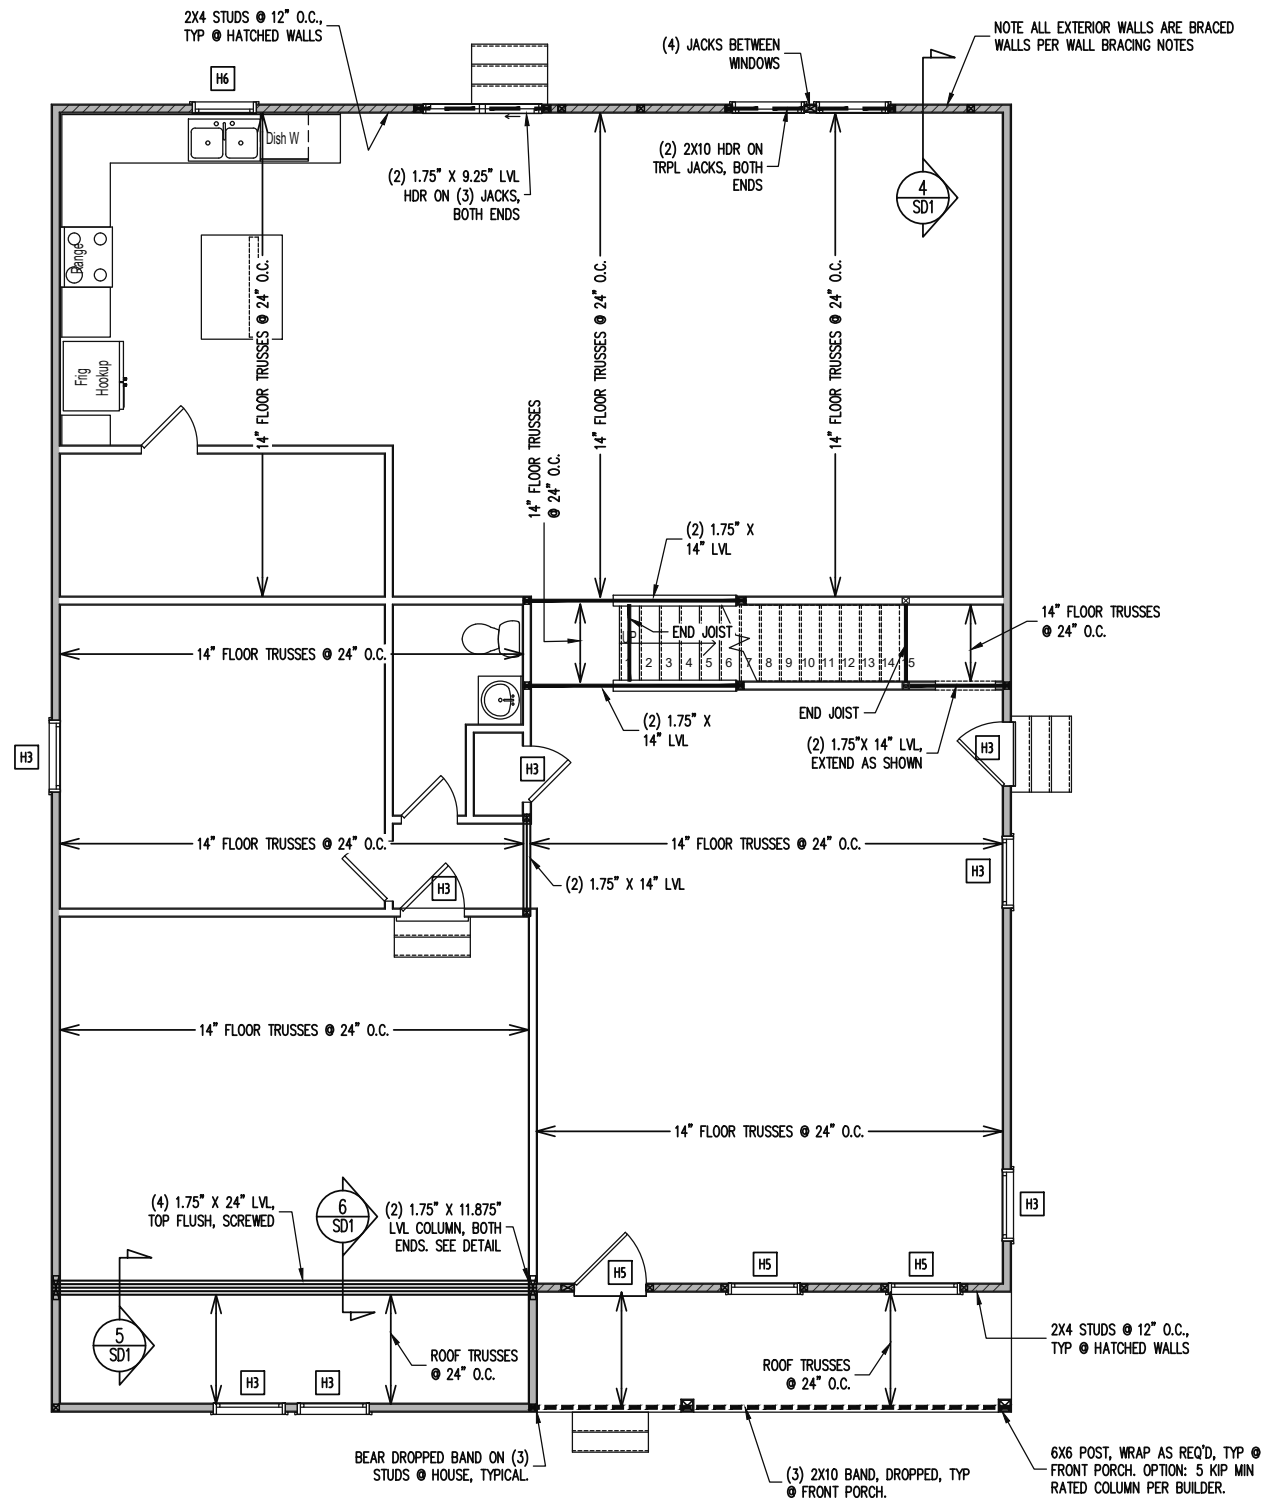 2X4 STUDS @ 12" O.C.,
TYP @ HATCHED WALLS
(4) JACKS BETWEEN
WINDOWS
NOTE ALL EXTERIOR WALLS ARE BRACED
WALLS PER WALL BRACING NOTES
H6
Dish W
(2) 1.75" X 9.25" LVL
HDR ON (3) JACKS,
BOTH ENDS
(2) 2X10 HDR ON
TRPL JACKS, BOTH
ENDS
4
SD1
Range
Frig
Hookup
14" FLOOR TRUSSES @ 24" O.C.
14" FLOOR TRUSSES @ 24" O.C.
14" FLOOR TRUSSES @ 24" O.C.
14" FLOOR TRUSSES
@ 24" O.C.
(2) 1.75" X
14" LVL
END JOIST
14" FLOOR TRUSSES
@ 24" O.C.
14" FLOOR TRUSSES @ 24" O.C.
1 2 3 4 5 6 7 8 9 10 11 12 13 14 15
(2) 1.75" X
14" LVL
END JOIST
(2) 1.75"X 14" LVL,
EXTEND AS SHOWN
H3
H3
H3
14" FLOOR TRUSSES @ 24" O.C.
14" FLOOR TRUSSES @ 24" O.C.
H3
(2) 1.75" X 14" LVL
H3
14" FLOOR TRUSSES @ 24" O.C.
14" FLOOR TRUSSES @ 24" O.C.
(4) 1.75" X 24" LVL,
TOP FLUSH, SCREWED
6
SD1
(2) 1.75" X 11.875"
LVL COLUMN, BOTH
ENDS. SEE DETAIL
H3
H5
H5
H5
5
SD1
ROOF TRUSSES
@ 24" O.C.
ROOF TRUSSES
@ 24" O.C.
2X4 STUDS @ 12" O.C.,
TYP @ HATCHED WALLS
H3
H3
BEAR DROPPED BAND ON (3)
STUDS @ HOUSE, TYPICAL.
(3) 2X10 BAND, DROPPED, TYP
@ FRONT PORCH.
6X6 POST, WRAP AS REQ'D, TYP @
FRONT PORCH. OPTION: 5 KIP MIN
RATED COLUMN PER BUILDER.